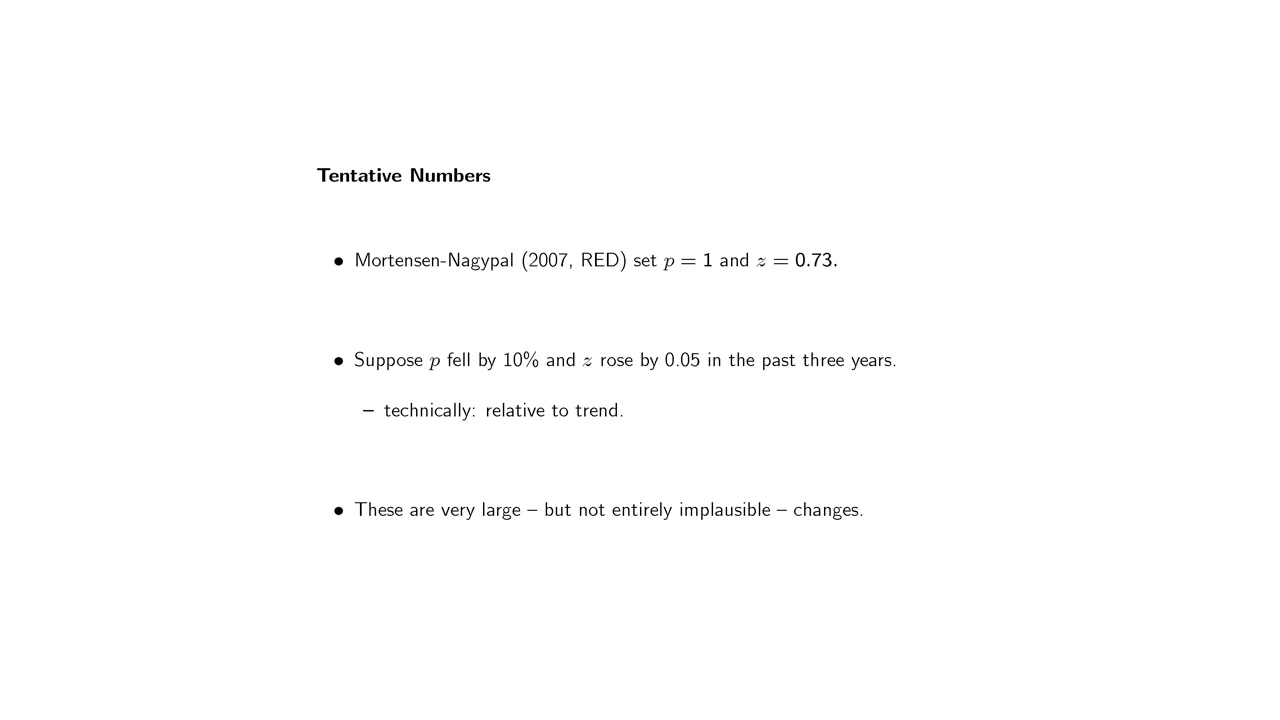 Tentative Numbers
• Mortensen-Nagypal (2007, RED) set p = 1 and z = 0.73.
• Suppose p fell by 10% and z rose by 0.05 in the past three years.
– technically: relative to trend.
• These are very large – but not entirely implausible – changes.